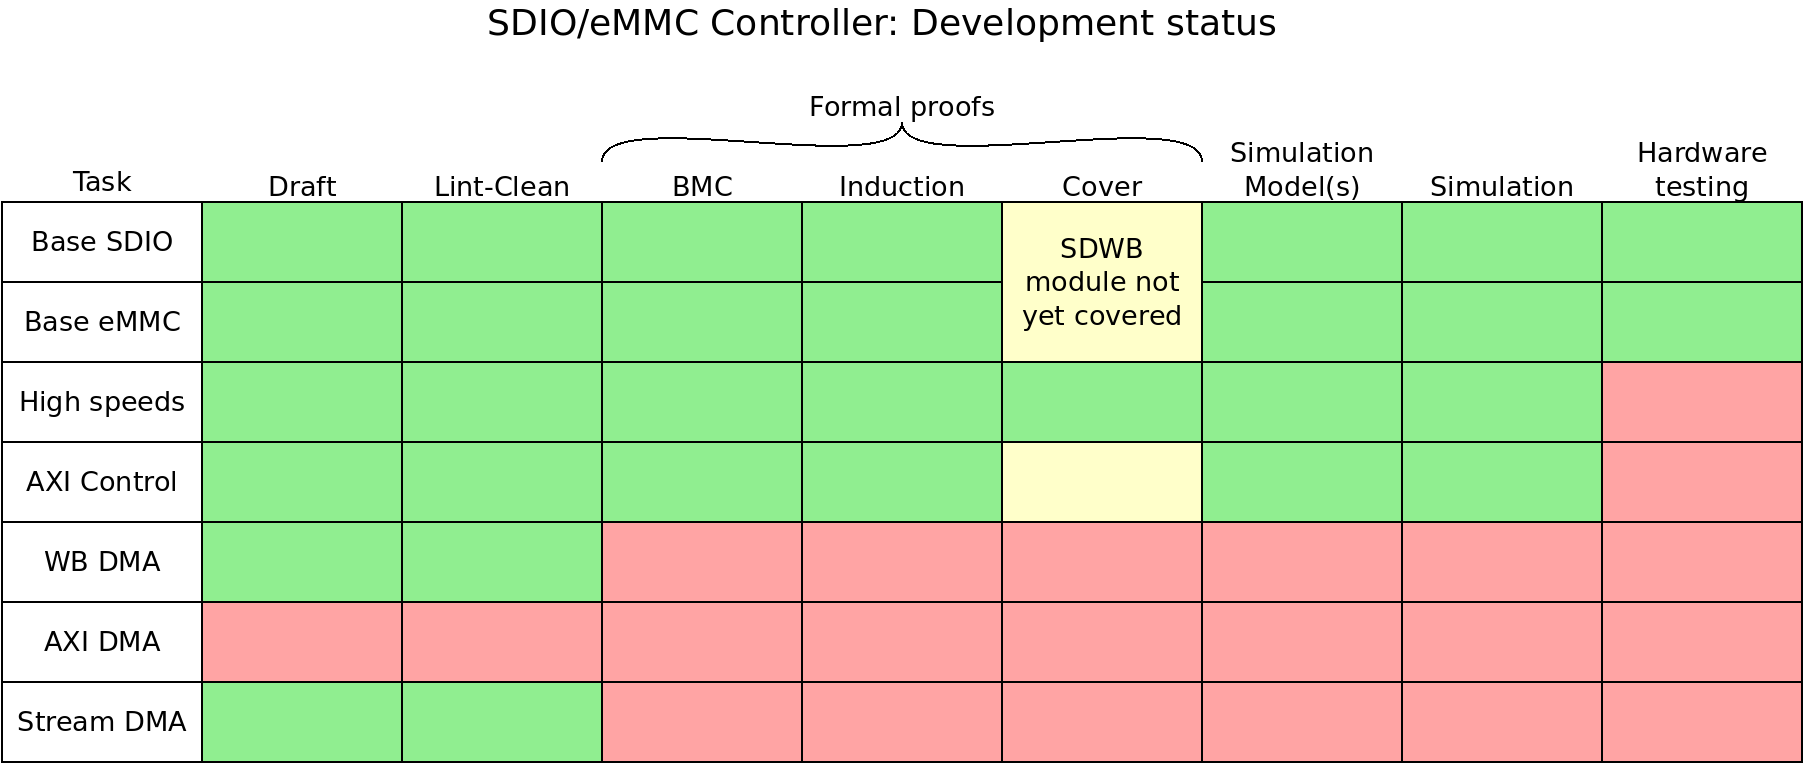 SDIO/eMMC Controller: Development status
Formal proofs
Task
Draft
Lint-Clean
BMC
Induction
Cover
Simulation
Model(s)
Simulation
Hardware
testing
Base SDIO
SDWB
module not
yet covered
Base eMMC
High speeds
AXI Control
WB DMA
AXI DMA
Stream DMA